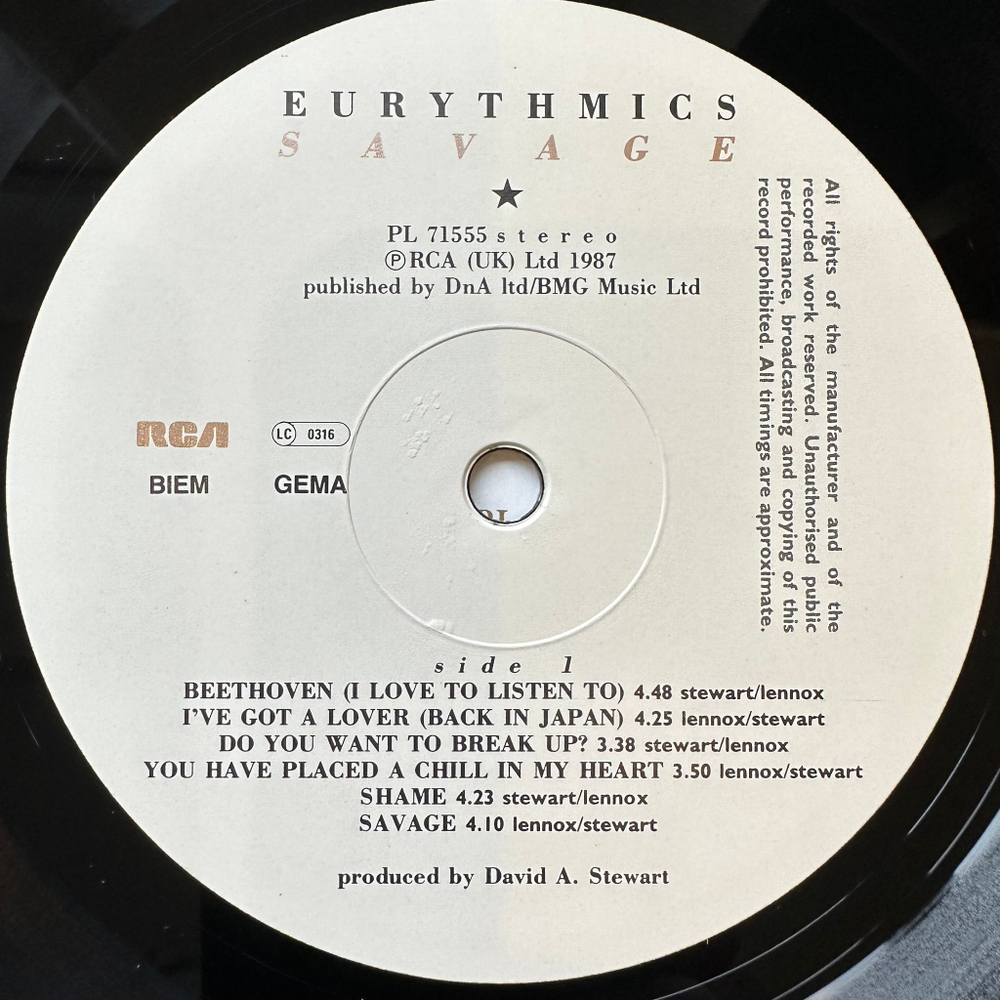 EURYTHMICS
SAVAGE
★
PL 71555 stereo
Ⓟ RCA (UK) Ltd 1987
published by DnA ltd/BMG Music Ltd
All rights of the manufacturer and of the
recorded work reserved. Unauthorised public
performance, broadcasting and copying of this
record prohibited. All timings are approximate.
RCA LC 0316
BIEM GEMA
side 1
BEETHOVEN (I LOVE TO LISTEN TO) 4.48 stewart/lennox
I'VE GOT A LOVER (BACK IN JAPAN) 4.25 lennox/stewart
DO YOU WANT TO BREAK UP? 3.38 stewart/lennox
YOU HAVE PLACED A CHILL IN MY HEART 3.50 lennox/stewart
SHAME 4.23 stewart/lennox
SAVAGE 4.10 lennox/stewart
produced by David A. Stewart